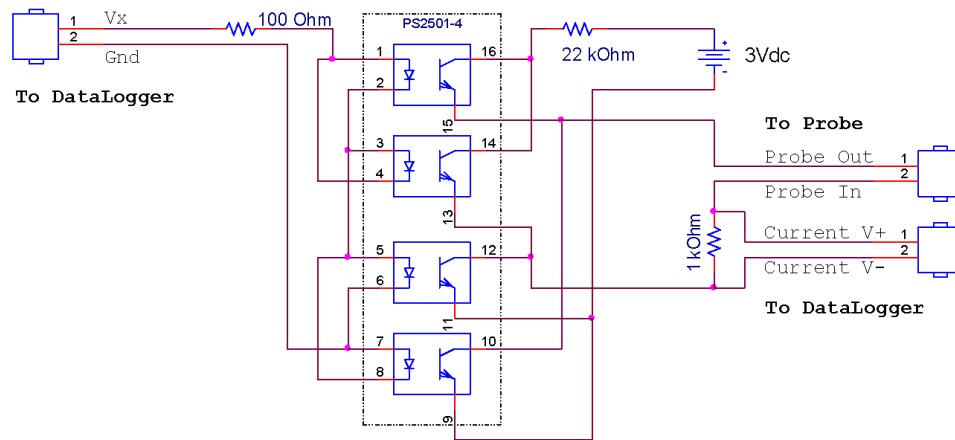 1 Vx
2 Gnd
To DataLogger
100 Ohm
PS2501-4
22 kOhm
3Vdc
+
-
1 16
2
15
3 14
4
13
5 12
6
11
7 10
8
9
To Probe
Probe Out 1
2
Probe In
1 kOhm
Current V+ 1
2
Current V-
To DataLogger